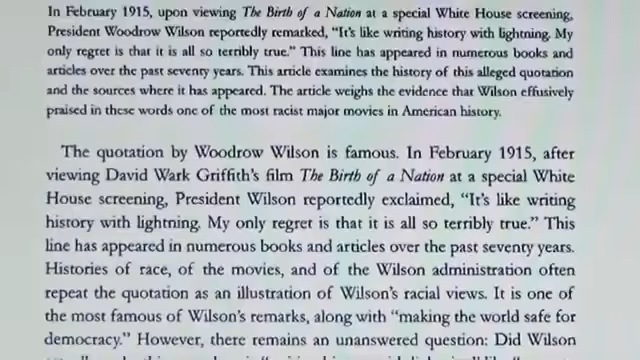 In February 1915, upon viewing The Birth of a Nation at a special White House screening,
President Woodrow Wilson reportedly remarked, “It's like writing history with lightning. My
only regret is that it is all so terribly true.” This line has appeared in numerous books and
articles over the past seventy years. This article examines the history of this alleged quotation
and the sources where it has appeared. The article weighs the evidence that Wilson effusively
praised in these words one of the most racist major movies in American history.
The quotation by Woodrow Wilson is famous. In February 1915, after
viewing David Wark Griffith's film The Birth of a Nation at a special White
House screening, President Wilson reportedly exclaimed, “It's like writing
history with lightning. My only regret is that it is all so terribly true.” This
line has appeared in numerous books and articles over the past seventy years.
Histories of race, of the movies, and of the Wilson administration often
repeat the quotation as an illustration of Wilson's racial views. It is one of
the most famous of Wilson's remarks, along with “making the world safe for
democracy.” However, there remains an unanswered question: Did Wilson